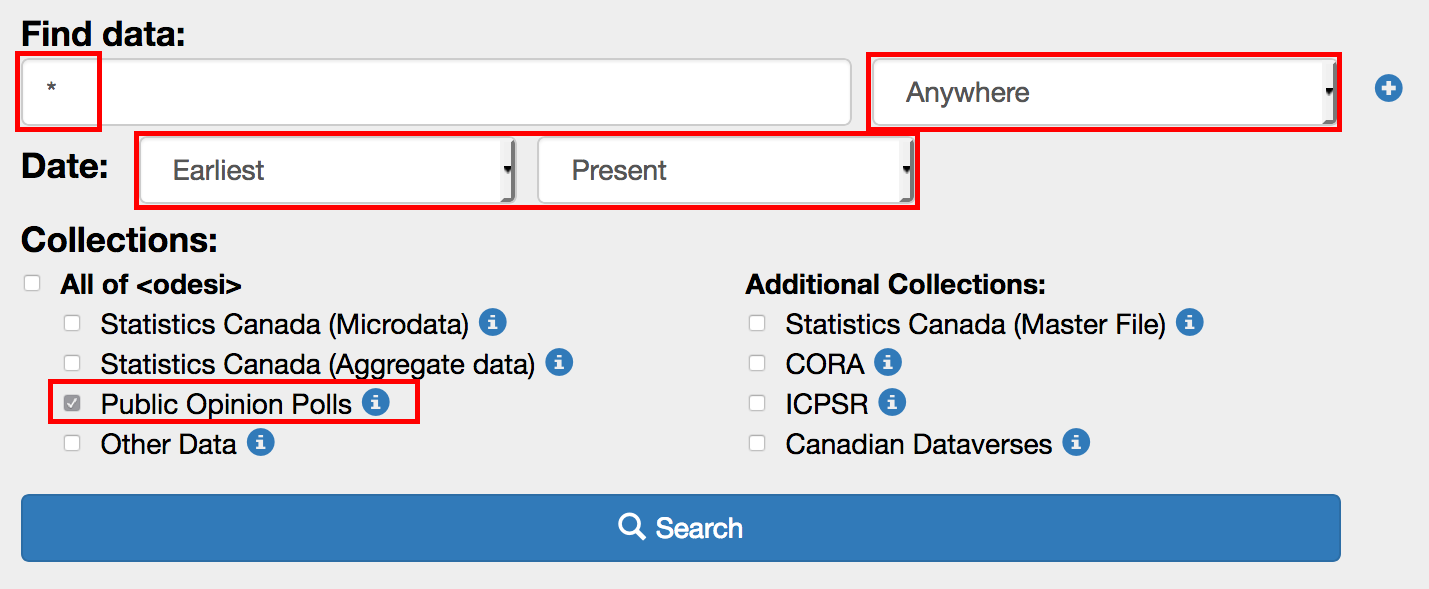 Find data:
* Anywhere
Date: Earliest Present
Collections:
All of <odesi>
Statistics Canada (Microdata)
Statistics Canada (Aggregate data)
Public Opinion Polls
Other Data
Additional Collections:
Statistics Canada (Master File)
CORA
ICPSR
Canadian Dataverses
Search